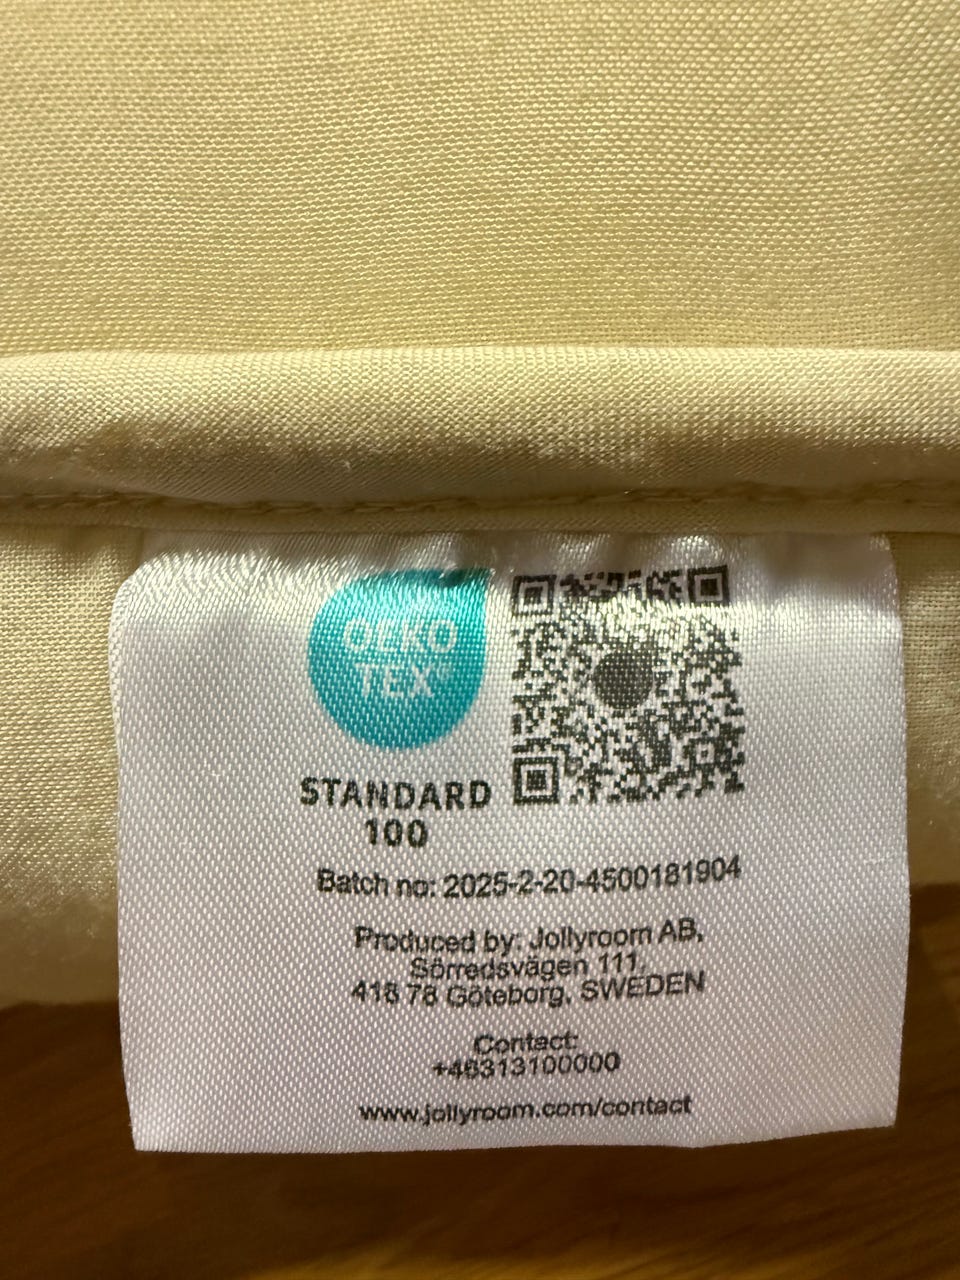 OEKO
TEX®
STANDARD
100
Batch no: 2025-2-20-4500181904
Produced by: Jollyroom AB,
Sörredsvägen 111,
418 78 Göteborg, SWEDEN
Contact:
+46313100000
www.jollyroom.com/contact